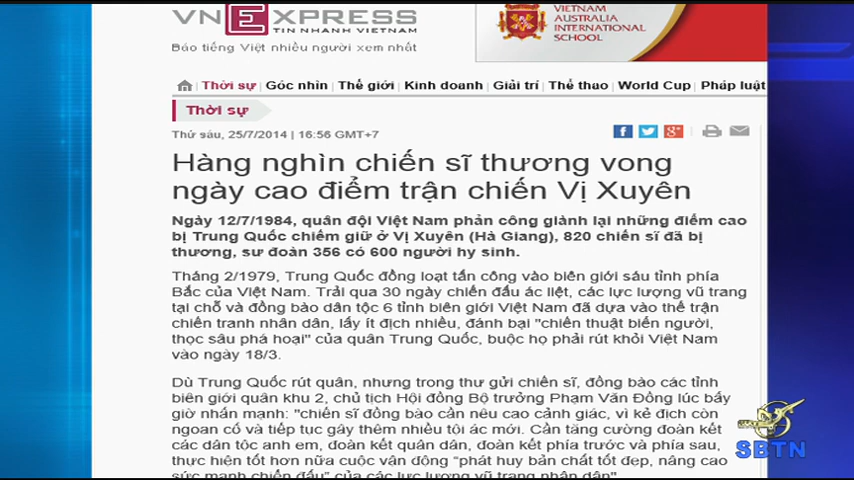 VNEXPRESS
TIN NHANH VIETNAM
Báo tiếng Việt nhiều người xem nhất
VIETNAM
AUSTRALIA
INTERNATIONAL
SCHOOL
Thời sự Góc nhìn Thế giới Kinh doanh Giải trí Thể thao World Cup Pháp luật
Thời sự
Thứ sáu, 25/7/2014 | 16:56 GMT+7
Hàng nghìn chiến sĩ thương vong
ngày cao điểm trận chiến Vị Xuyên
Ngày 12/7/1984, quân đội Việt Nam phản công giành lại những điểm cao
bị Trung Quốc chiếm giữ ở Vị Xuyên (Hà Giang), 820 chiến sĩ đã bị
thương, sư đoàn 356 có 600 người hy sinh.
Tháng 2/1979, Trung Quốc đồng loạt tấn công vào biên giới sáu tỉnh phía
Bắc của Việt Nam. Trải qua 30 ngày chiến đấu ác liệt, các lực lượng vũ trang
tại chỗ và đồng bào dân tộc 6 tỉnh biên giới Việt Nam đã dựa vào thế trận
chiến tranh nhân dân, lấy ít địch nhiều, đánh bại "chiến thuật biển người,
thọc sâu phá hoại" của quân Trung Quốc, buộc họ phải rút khỏi Việt Nam
vào ngày 18/3.
Dù Trung Quốc rút quân, nhưng trong thư gửi chiến sĩ, đồng bào các tỉnh
biên giới quân khu 2, chủ tịch Hội đồng Bộ trưởng Phạm Văn Đồng lúc bấy
giờ nhấn mạnh: "chiến sĩ đồng bào cần nêu cao cảnh giác, vì kẻ địch còn
ngoan cố và tiếp tục gây thêm nhiều tội ác mới. Cần tăng cường đoàn kết
các dân tộc anh em, đoàn kết quân dân, đoàn kết phía trước và phía sau,
thực hiện tốt hơn nữa cuộc vận động "phát huy bản chất tốt đẹp, nâng cao
sức mạnh chiến đấu" của các lực lượng vũ trang nhân dân"
SBTN